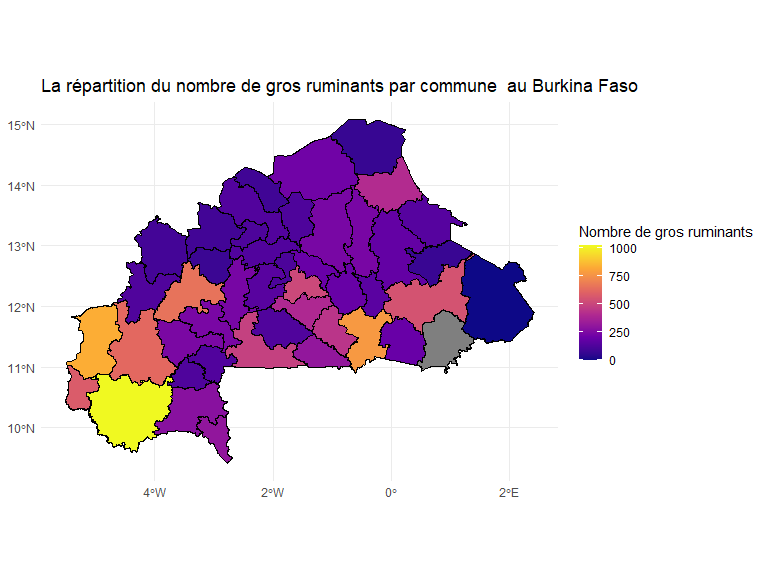 La répartition du nombre de gros ruminants par commune  au Burkina Faso
15°N
14°N
13°N
12°N
11°N
10°N
4°W
2°W
0°
2°E
Nombre de gros ruminants
1000
750
500
250
0